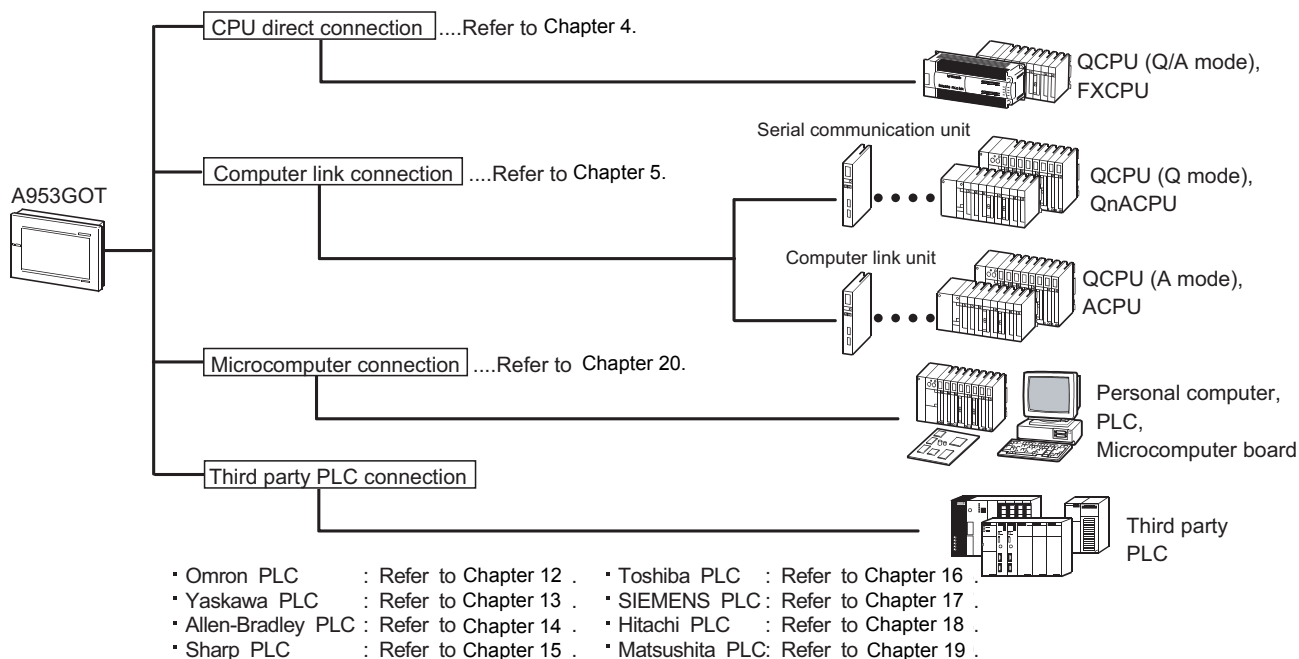 CPU direct connection ....Refer to Chapter 4.
QCPU (Q/A mode),
FXCPU
Serial communication unit
Computer link connection ....Refer to Chapter 5.
QCPU (Q mode),
QnACPU
A953GOT
Computer link unit
QCPU (A mode),
ACPU
Microcomputer connection ....Refer to Chapter 20.
Personal computer,
PLC,
Microcomputer board
Third party PLC connection
Third party
PLC
· Omron PLC : Refer to Chapter 12 . · Toshiba PLC : Refer to Chapter 16 .
· Yaskawa PLC : Refer to Chapter 13 . · SIEMENS PLC : Refer to Chapter 17 .
· Allen-Bradley PLC : Refer to Chapter 14 . · Hitachi PLC : Refer to Chapter 18 .
· Sharp PLC : Refer to Chapter 15 . · Matsushita PLC: Refer to Chapter 19 .